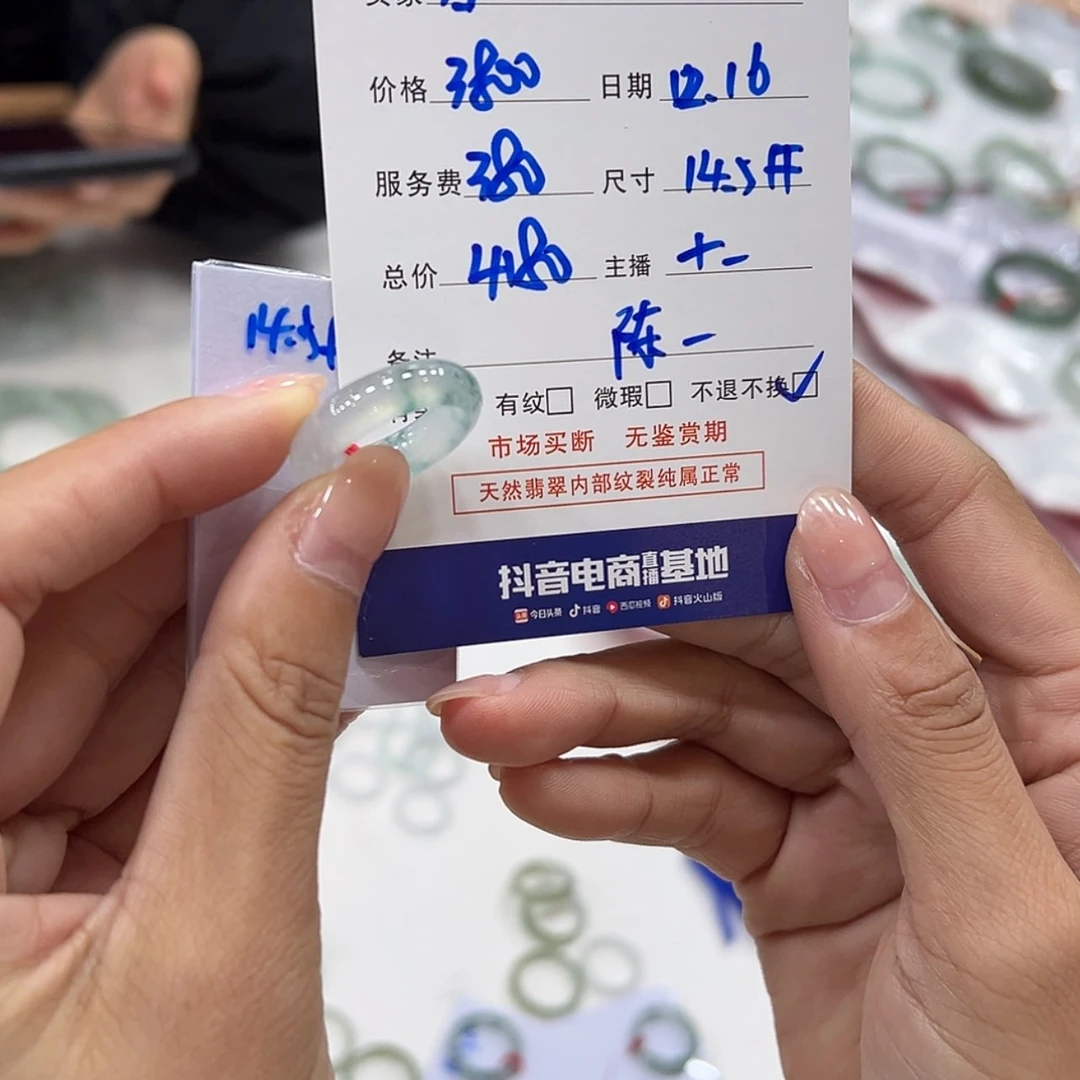 价格 3800 日期 12.16
服务费 380 尺寸 14.5开
总价 4180 主播 十一
陈一
备注
有纹□ 微瑕□ 不退不换☑
市场买断 无鉴赏期
天然翡翠内部纹裂纯属正常
抖音电商直播基地
今日头条 抖音 西瓜视频 抖音火山版
14.5